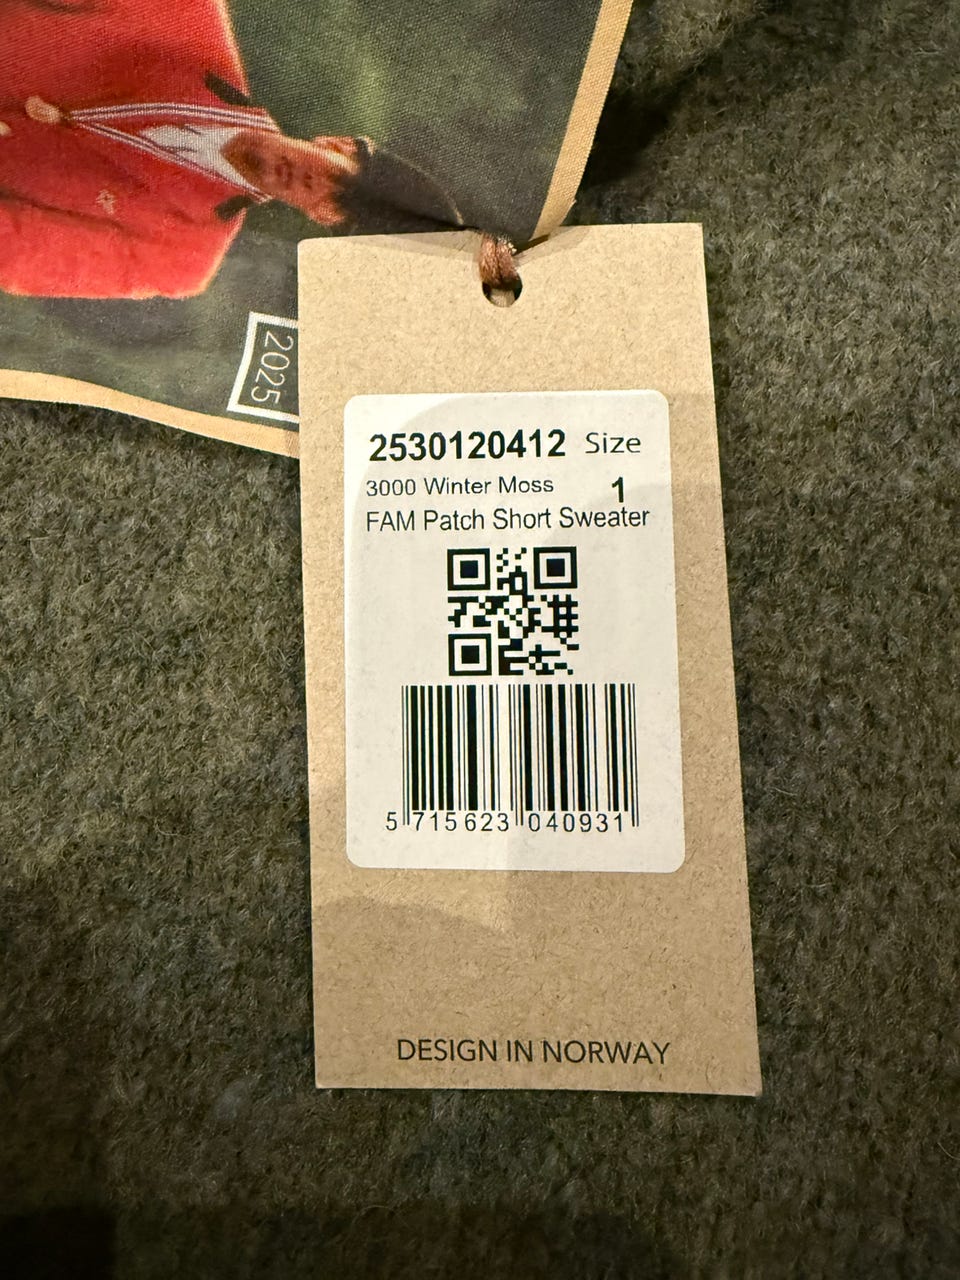 2025
2530120412 Size
3000 Winter Moss 1
FAM Patch Short Sweater
5 715623 040931
DESIGN IN NORWAY